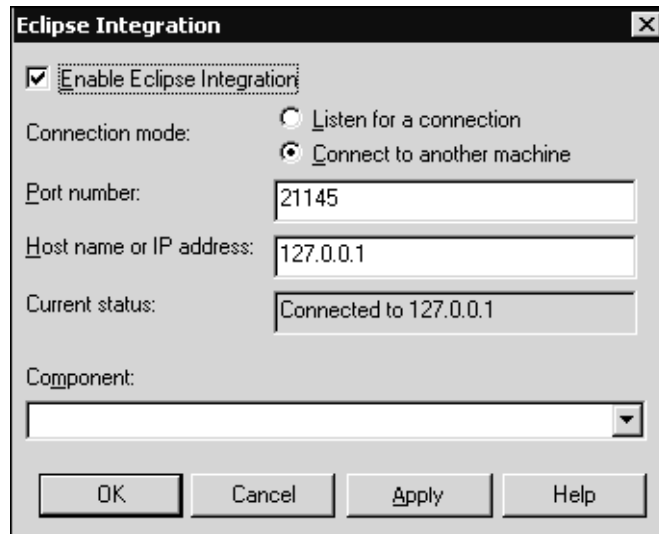 Eclipse Integration
Enable Eclipse Integration
Connection mode:
Listen for a connection
Connect to another machine
Port number:
21145
Host name or IP address:
127.0.0.1
Current status:
Connected to 127.0.0.1
Component:
OK Cancel Apply Help